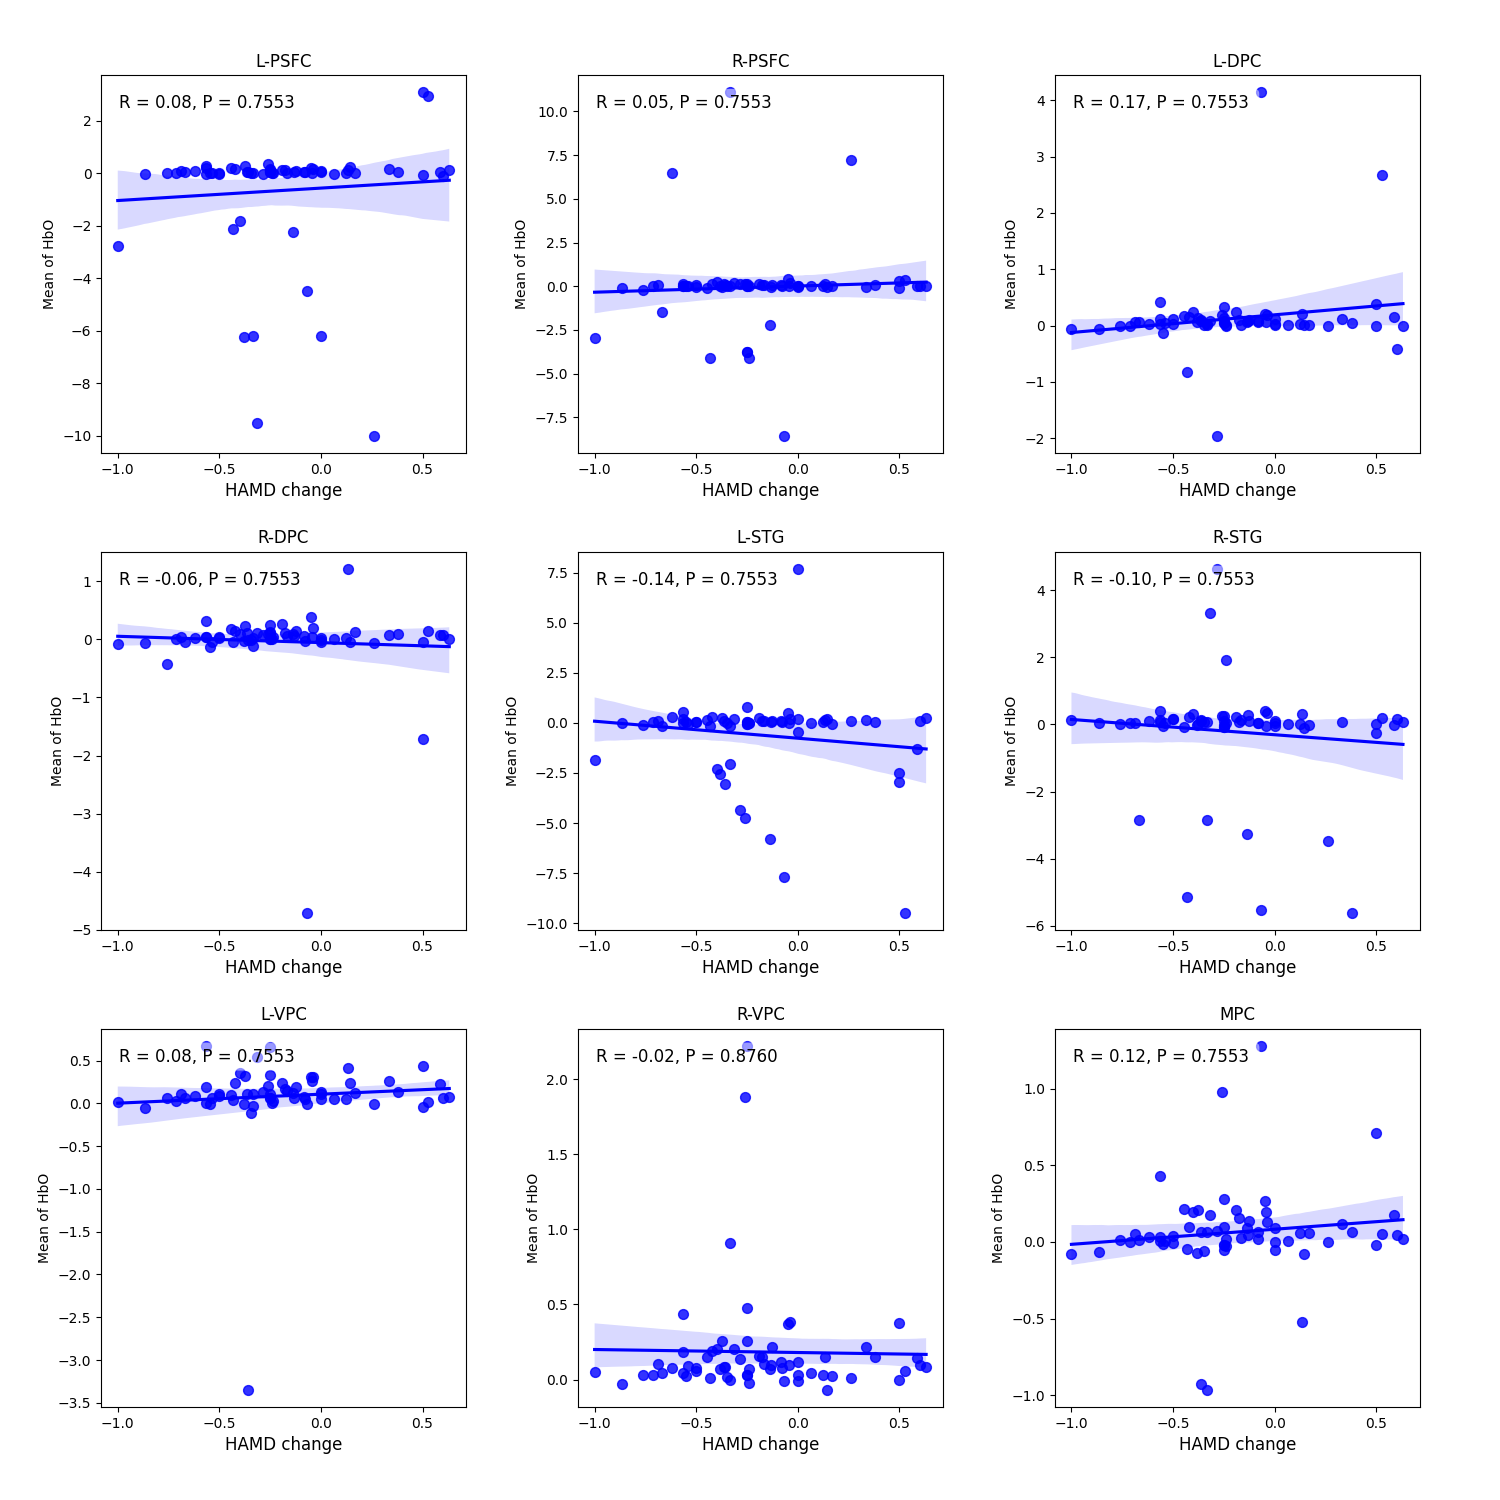 L-PSFC
R = 0.08, P = 0.7553
2
0
−2
−4
−6
−8
−10
Mean of HbO
−1.0 −0.5 0.0 0.5
HAMD change
R-PSFC
R = 0.05, P = 0.7553
10.0
7.5
5.0
2.5
0.0
−2.5
−5.0
−7.5
Mean of HbO
−1.0 −0.5 0.0 0.5
HAMD change
L-DPC
R = 0.17, P = 0.7553
4
3
2
1
0
−1
−2
Mean of HbO
−1.0 −0.5 0.0 0.5
HAMD change
R-DPC
R = -0.06, P = 0.7553
1
0
−1
−2
−3
−4
−5
Mean of HbO
−1.0 −0.5 0.0 0.5
HAMD change
L-STG
R = -0.14, P = 0.7553
7.5
5.0
2.5
0.0
−2.5
−5.0
−7.5
−10.0
Mean of HbO
−1.0 −0.5 0.0 0.5
HAMD change
R-STG
R = -0.10, P = 0.7553
4
2
0
−2
−4
−6
Mean of HbO
−1.0 −0.5 0.0 0.5
HAMD change
L-VPC
R = 0.08, P = 0.7553
0.5
0.0
−0.5
−1.0
−1.5
−2.0
−2.5
−3.0
−3.5
Mean of HbO
−1.0 −0.5 0.0 0.5
HAMD change
R-VPC
R = -0.02, P = 0.8760
2.0
1.5
1.0
0.5
0.0
Mean of HbO
−1.0 −0.5 0.0 0.5
HAMD change
MPC
R = 0.12, P = 0.7553
1.0
0.5
0.0
−0.5
−1.0
Mean of HbO
−1.0 −0.5 0.0 0.5
HAMD change